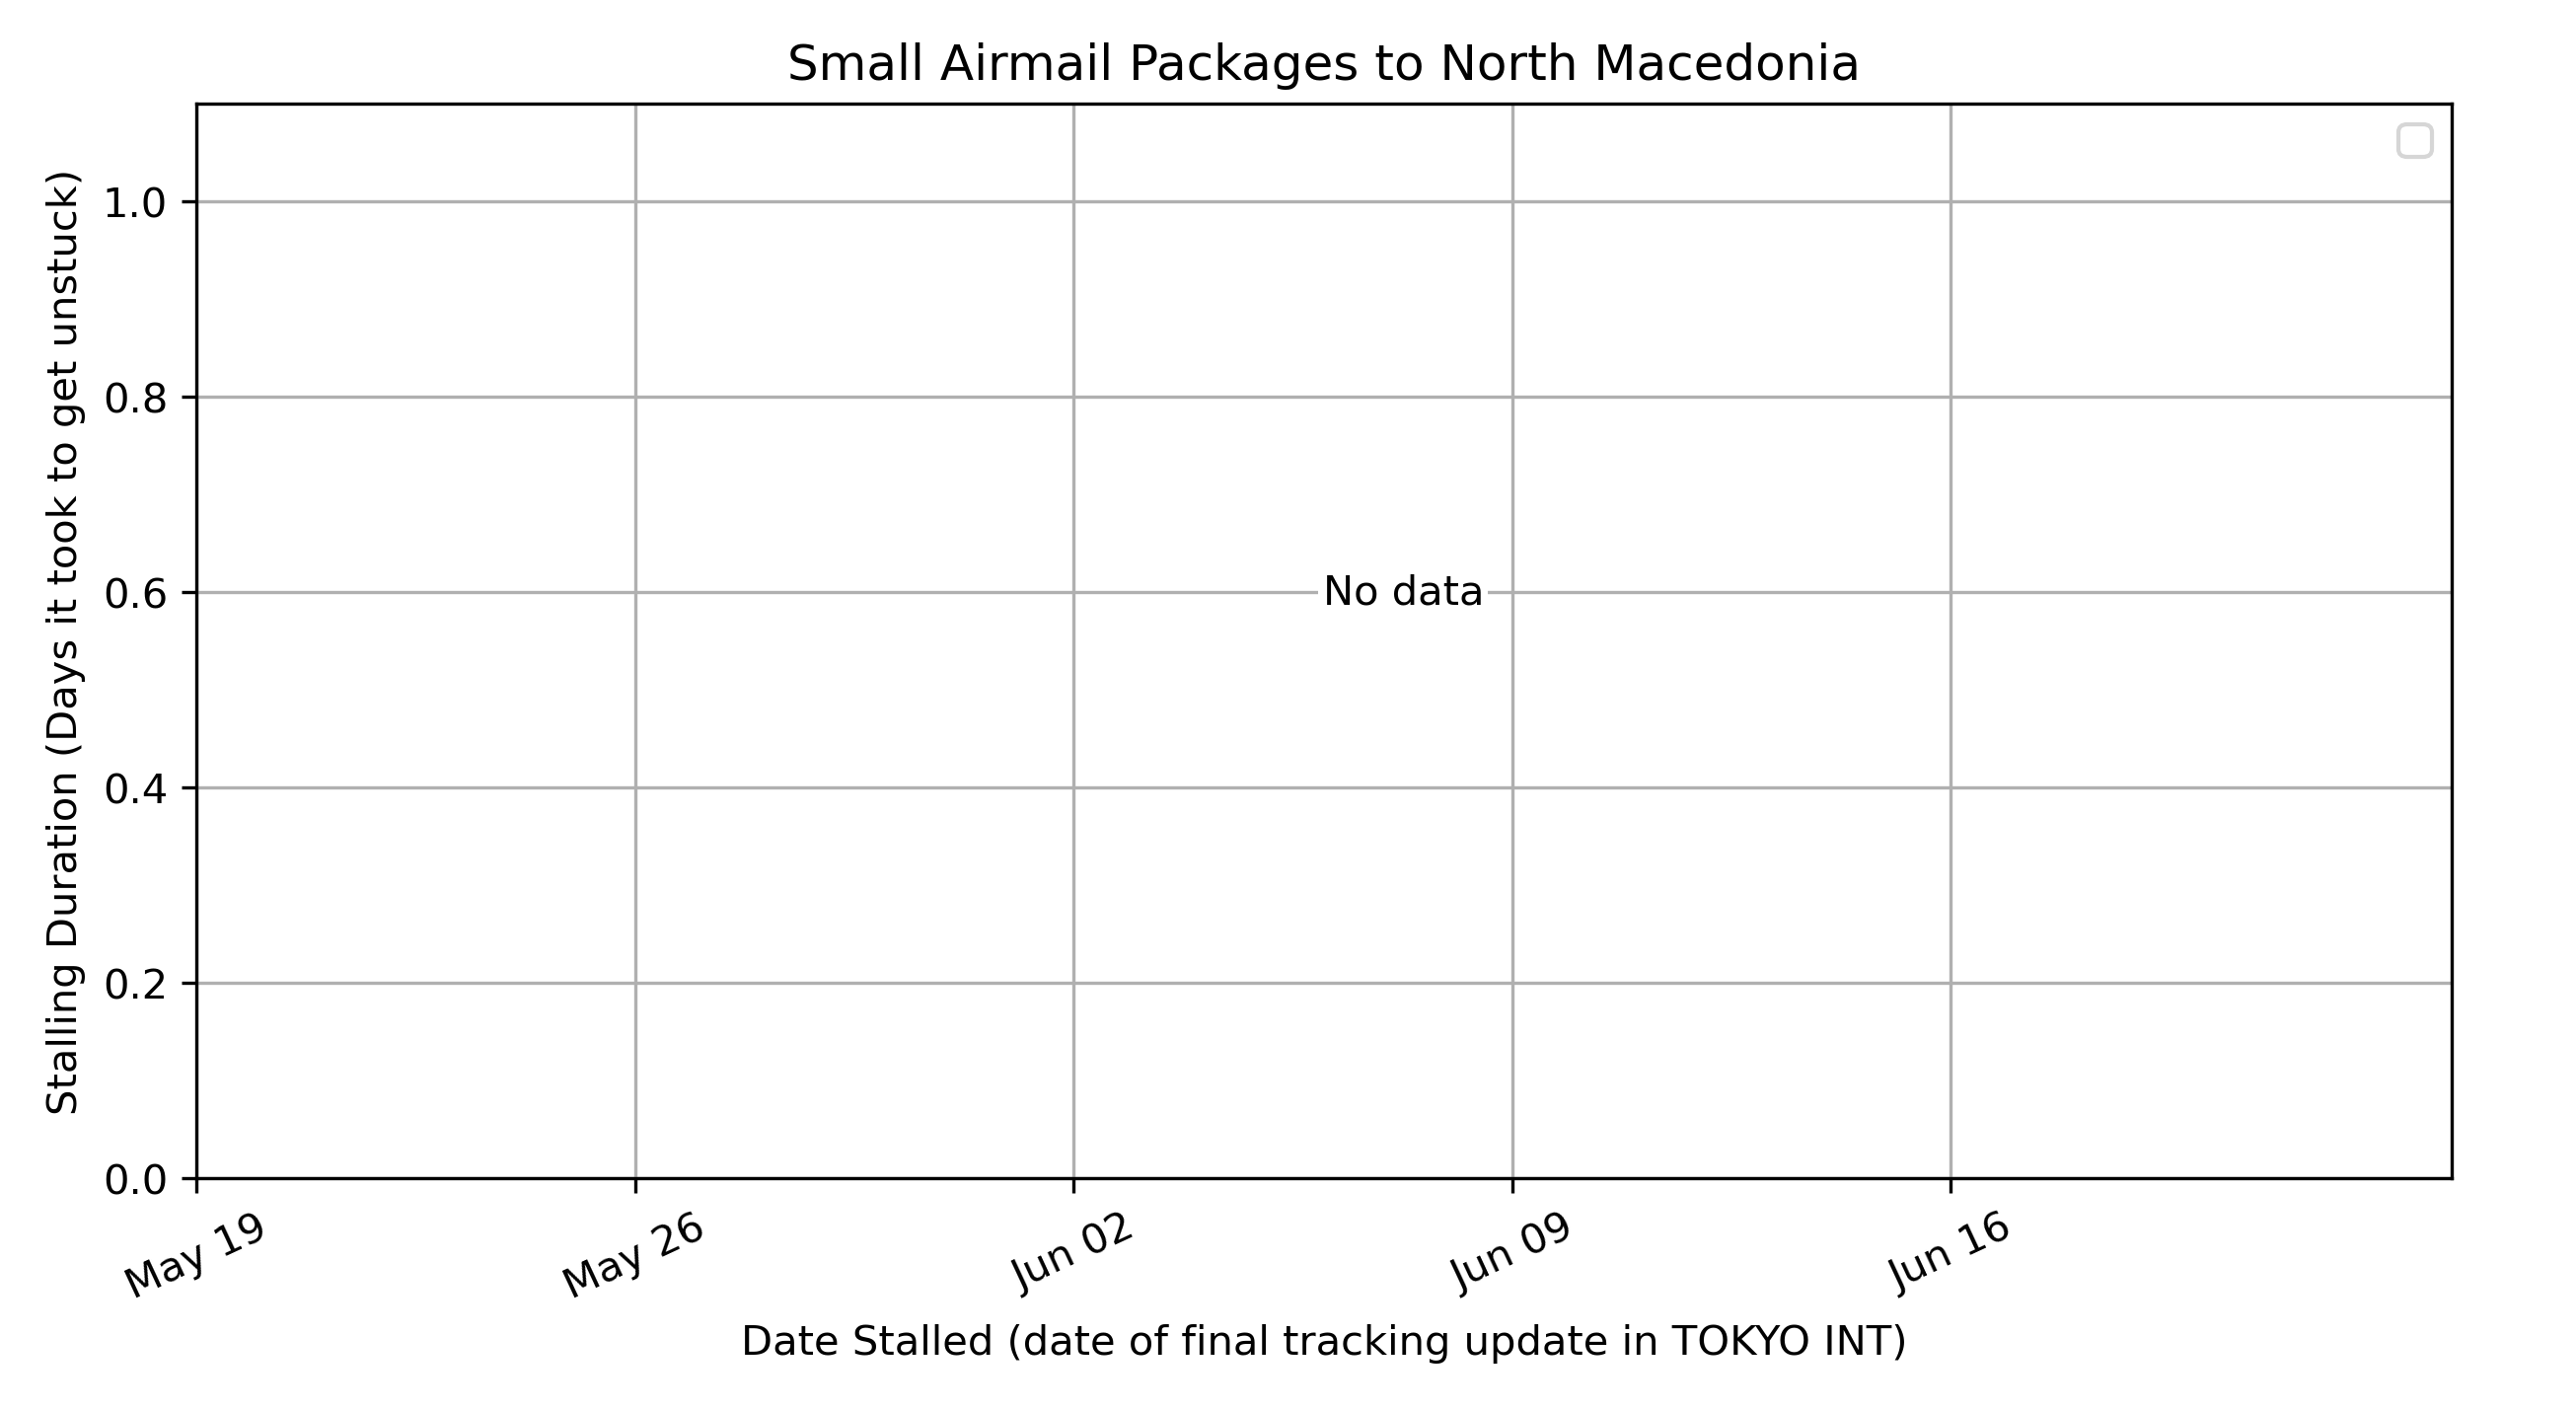 Small Airmail Packages to North Macedonia
Stalling Duration (Days it took to get unstuck)
1.0
0.8
0.6
0.4
0.2
0.0
No data
May 19
May 26
Jun 02
Jun 09
Jun 16
Date Stalled (date of final tracking update in TOKYO INT)